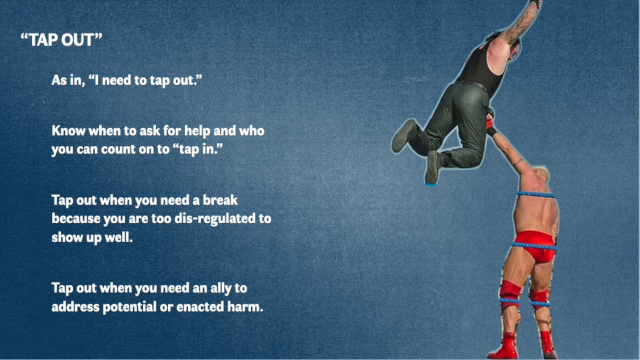 “TAP OUT”
As in, “I need to tap out.”
Know when to ask for help and who
you can count on to “tap in.”
Tap out when you need a break
because you are too dis-regulated to
show up well.
Tap out when you need an ally to
address potential or enacted harm.